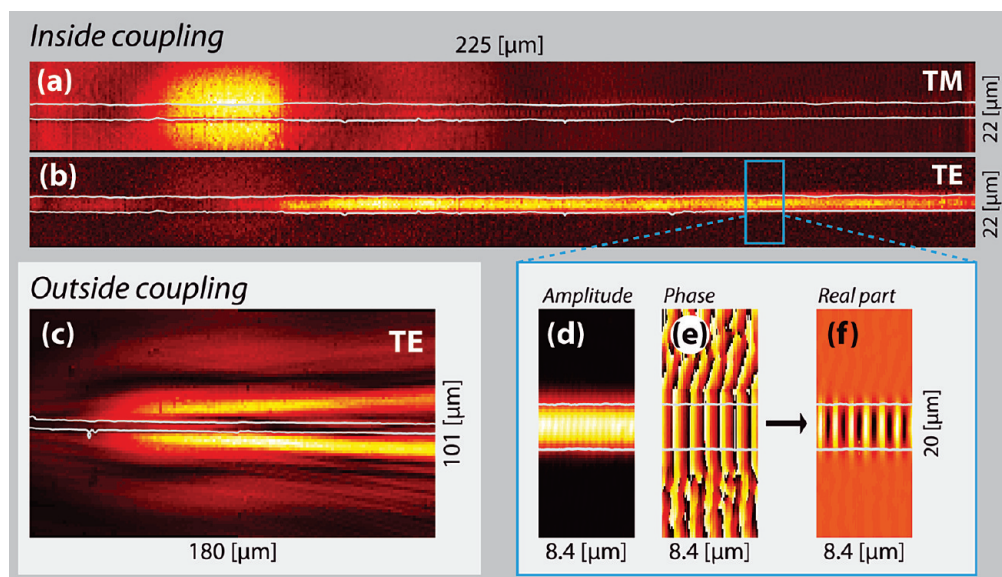 Inside coupling
225 [µm]
(a)
TM
22 [µm]
(b)
TE
22 [µm]
Outside coupling
(c)
TE
101 [µm]
180 [µm]
Amplitude
Phase
Real part
(d)
(e)
(f)
20 [µm]
8.4 [µm]
8.4 [µm]
8.4 [µm]